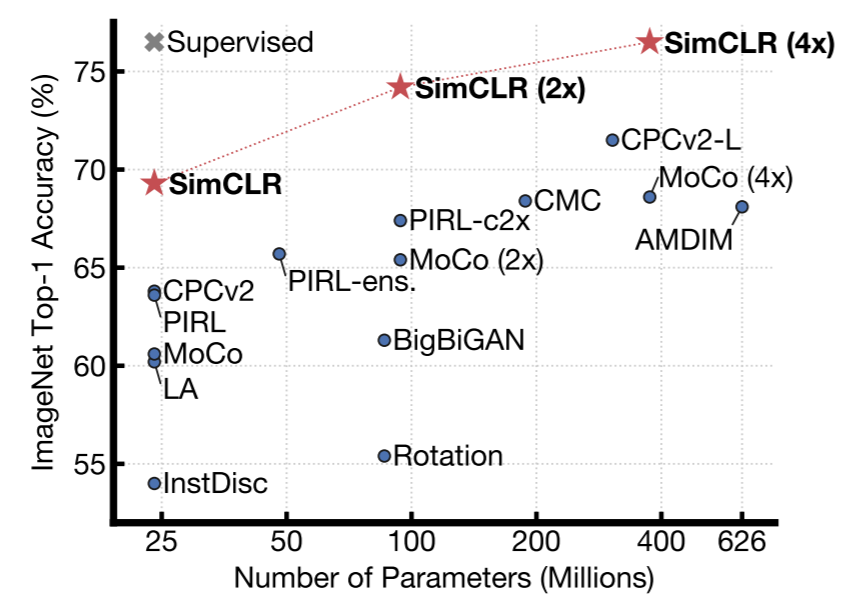 Supervised
SimCLR (4x)
75
SimCLR (2x)
CPCv2-L
70
SimCLR
MoCo (4x)
CMC
PIRL-c2x
AMDIM
65
MoCo (2x)
PIRL-ens.
CPCv2
PIRL
BigBiGAN
MoCo
60
LA
Rotation
55
InstDisc
25 50 100 200 400 626
Number of Parameters (Millions)
ImageNet Top-1 Accuracy (%)